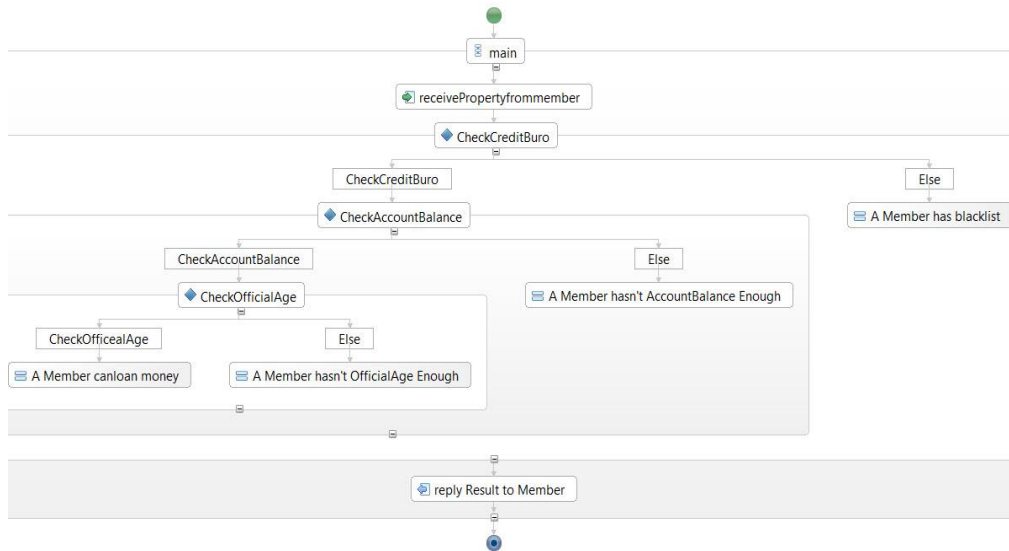 main
receivePropertyfrommember
CheckCreditBuro
CheckCreditBuro
Else
CheckAccountBalance
A Member has blacklist
CheckAccountBalance
Else
CheckOfficialAge
A Member hasn't AccountBalance Enough
CheckOfficealAge
Else
A Member canloan money
A Member hasn't OfficialAge Enough
reply Result to Member